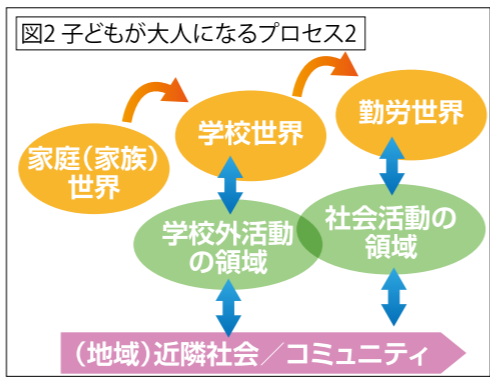 図2 子どもが大人になるプロセス2
家庭(家族)
世界
学校世界
勤労世界
学校外活動
の領域
社会活動の
領域
(地域)近隣社会/コミュニティ